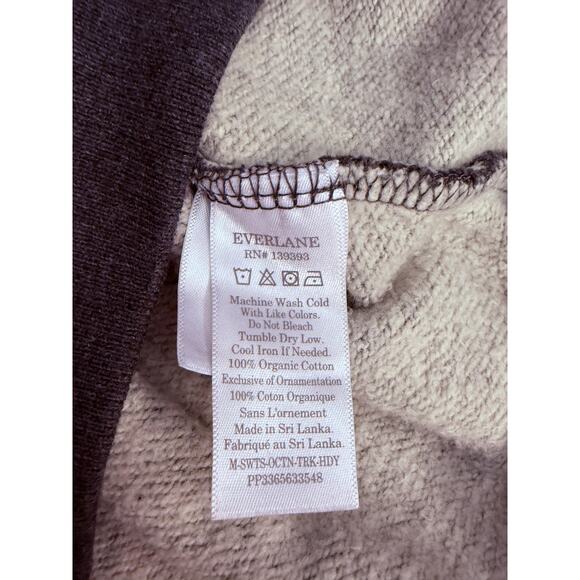 EVERLANE
RN# 139393
Machine Wash Cold
With Like Colors.
Do Not Bleach
Tumble Dry Low.
Cool Iron If Needed.
100% Organic Cotton
Exclusive of Ornamentation
100% Coton Organique
Sans L'ornement
Made in Sri Lanka.
Fabriqué au Sri Lanka.
M-SWTS-OCTN-TRK-HDY
PP3365633548